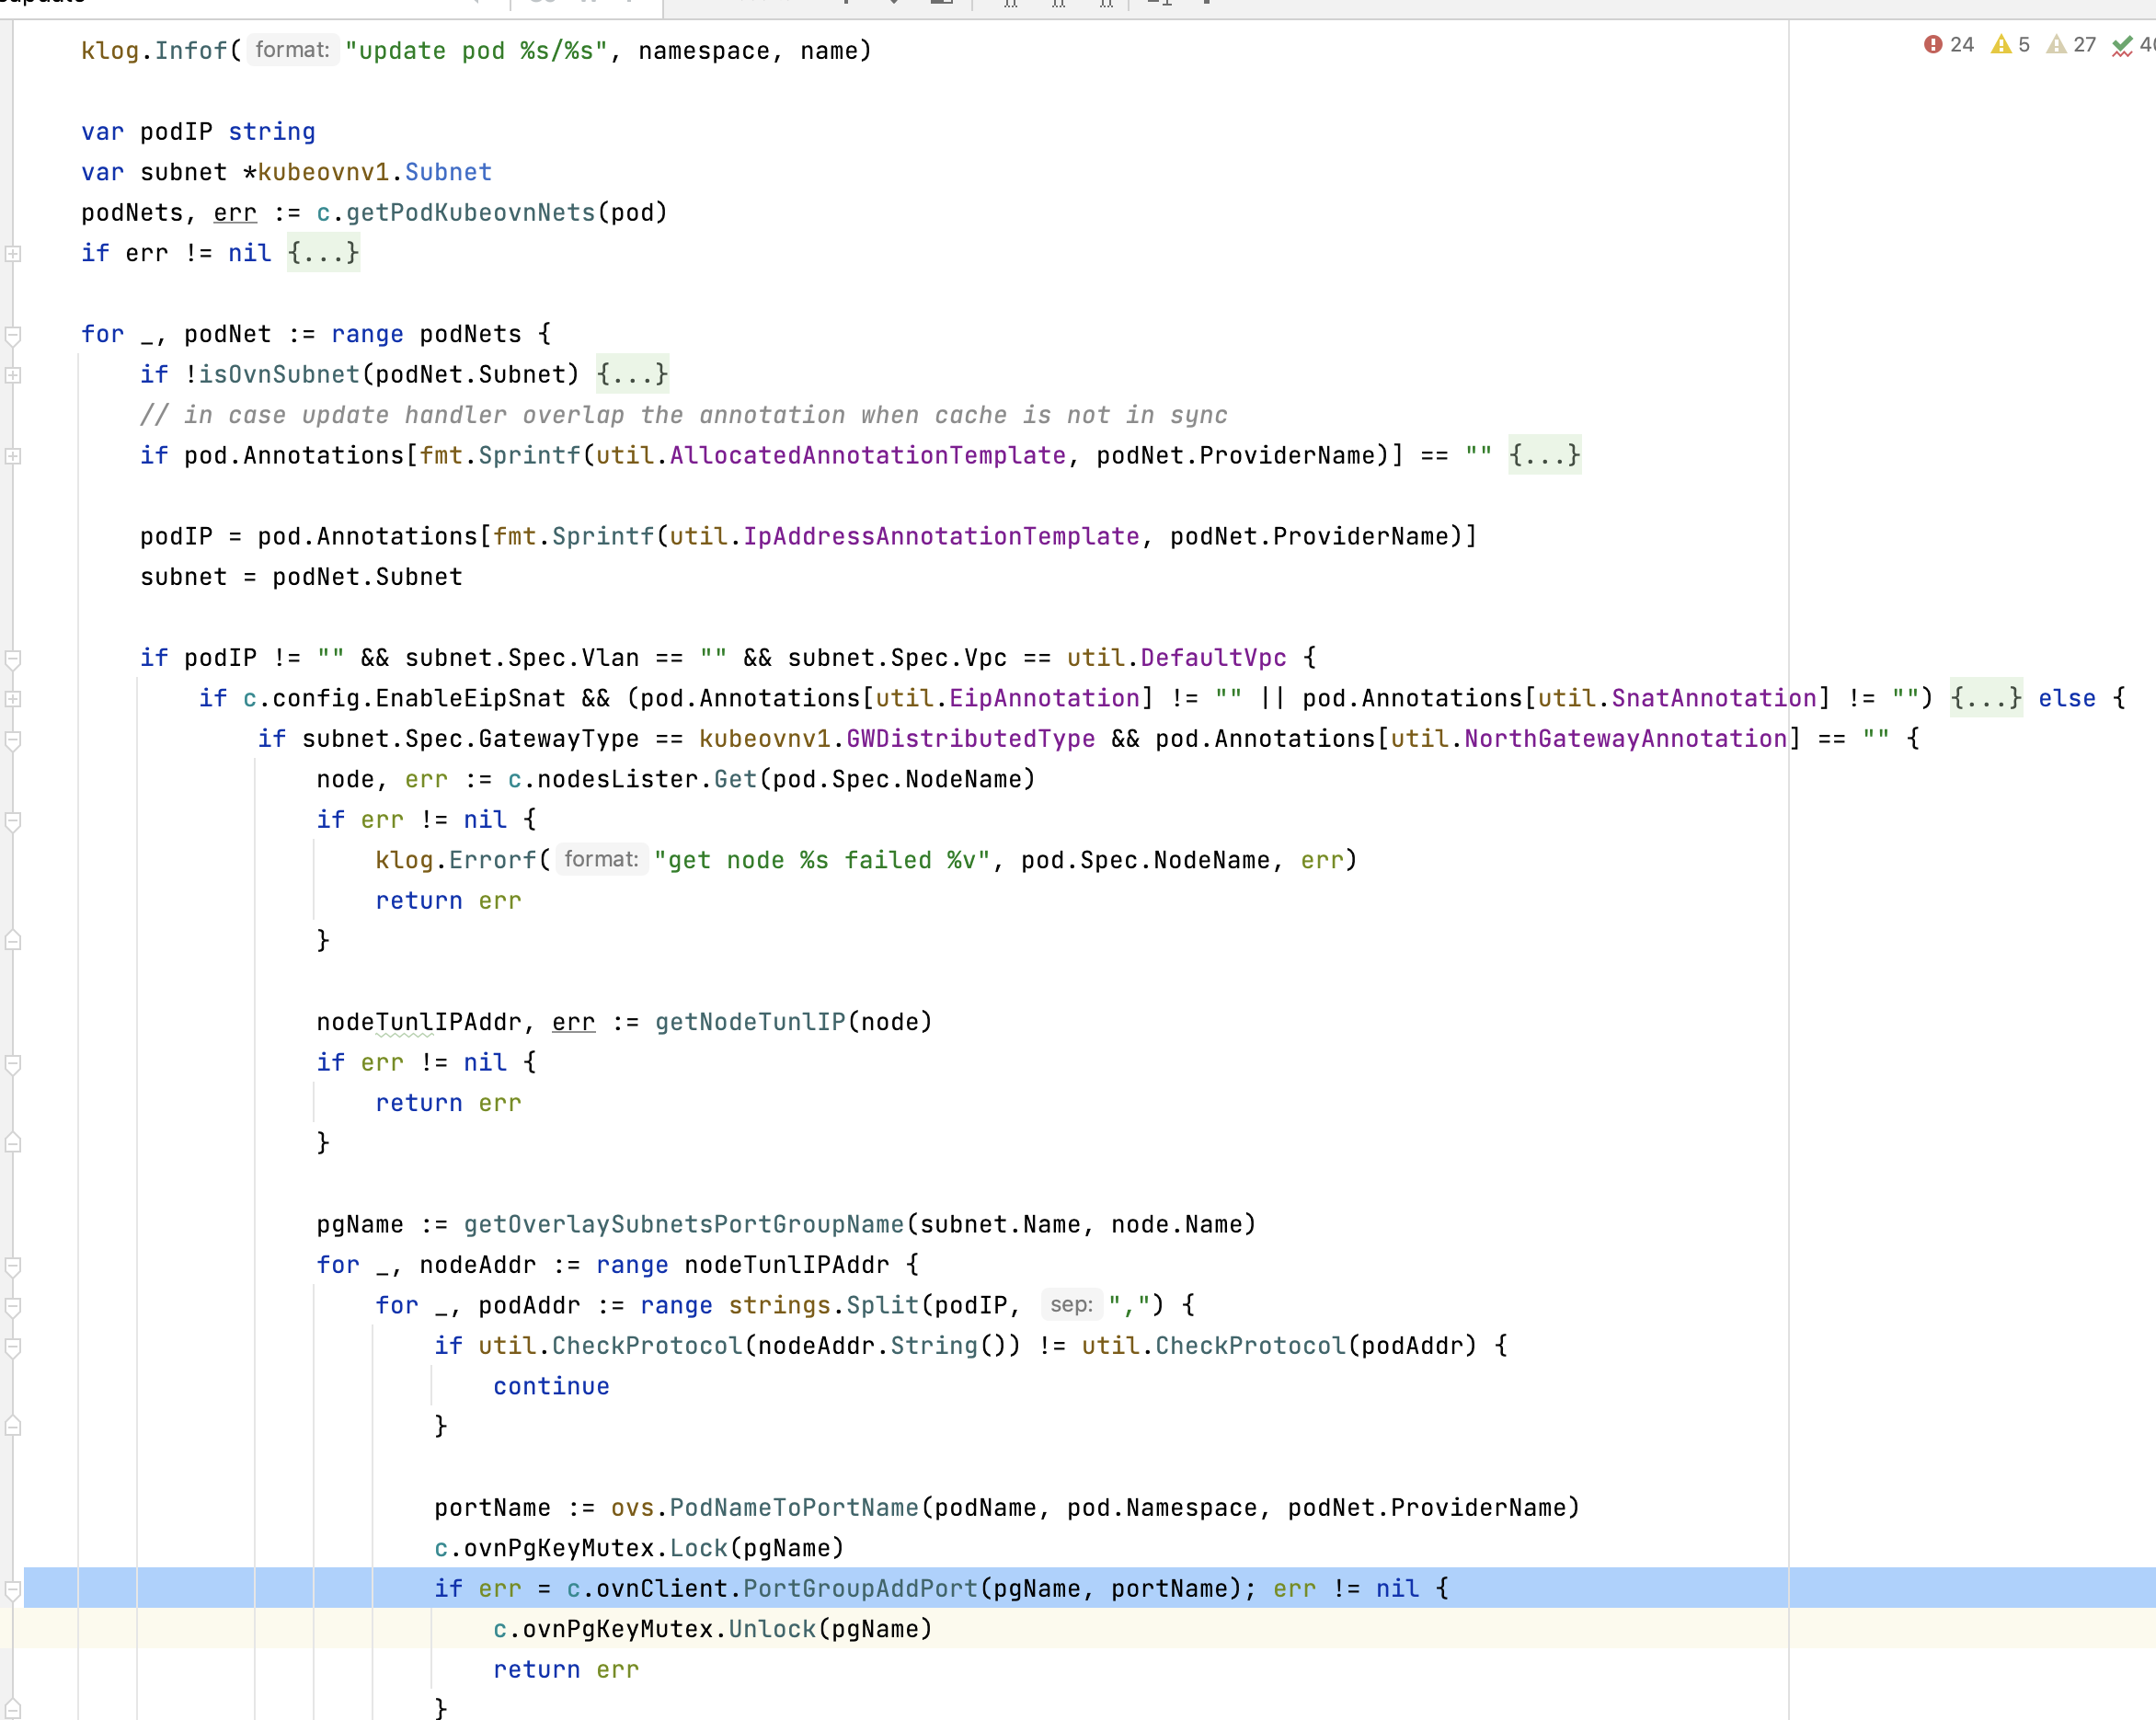 24 5 27
klog.Infof( format: "update pod %s/%s", namespace, name)
var podIP string
var subnet *kubeovnv1.Subnet
podNets, err := c.getPodKubeovnNets(pod)
if err != nil {...}
for _, podNet := range podNets {
if !isOvnSubnet(podNet.Subnet) {...}
// in case update handler overlap the annotation when cache is not in sync
if pod.Annotations[fmt.Sprintf(util.AllocatedAnnotationTemplate, podNet.ProviderName)] == "" {...}
podIP = pod.Annotations[fmt.Sprintf(util.IpAddressAnnotationTemplate, podNet.ProviderName)]
subnet = podNet.Subnet
if podIP != "" && subnet.Spec.Vlan == "" && subnet.Spec.Vpc == util.DefaultVpc {
if c.config.EnableEipSnat && (pod.Annotations[util.EipAnnotation] != "" || pod.Annotations[util.SnatAnnotation] != "") {...} else {
if subnet.Spec.GatewayType == kubeovnv1.GWDistributedType && pod.Annotations[util.NorthGatewayAnnotation] == "" {
node, err := c.nodesLister.Get(pod.Spec.NodeName)
if err != nil {
klog.Errorf( format: "get node %s failed %v", pod.Spec.NodeName, err)
return err
}
nodeTunlIPAddr, err := getNodeTunlIP(node)
if err != nil {
return err
}
pgName := getOverlaySubnetsPortGroupName(subnet.Name, node.Name)
for _, nodeAddr := range nodeTunlIPAddr {
for _, podAddr := range strings.Split(podIP, sep: ",") {
if util.CheckProtocol(nodeAddr.String()) != util.CheckProtocol(podAddr) {
continue
}
portName := ovs.PodNameToPortName(podName, pod.Namespace, podNet.ProviderName)
c.ovnPgKeyMutex.Lock(pgName)
if err = c.ovnClient.PortGroupAddPort(pgName, portName); err != nil {
c.ovnPgKeyMutex.Unlock(pgName)
return err
}